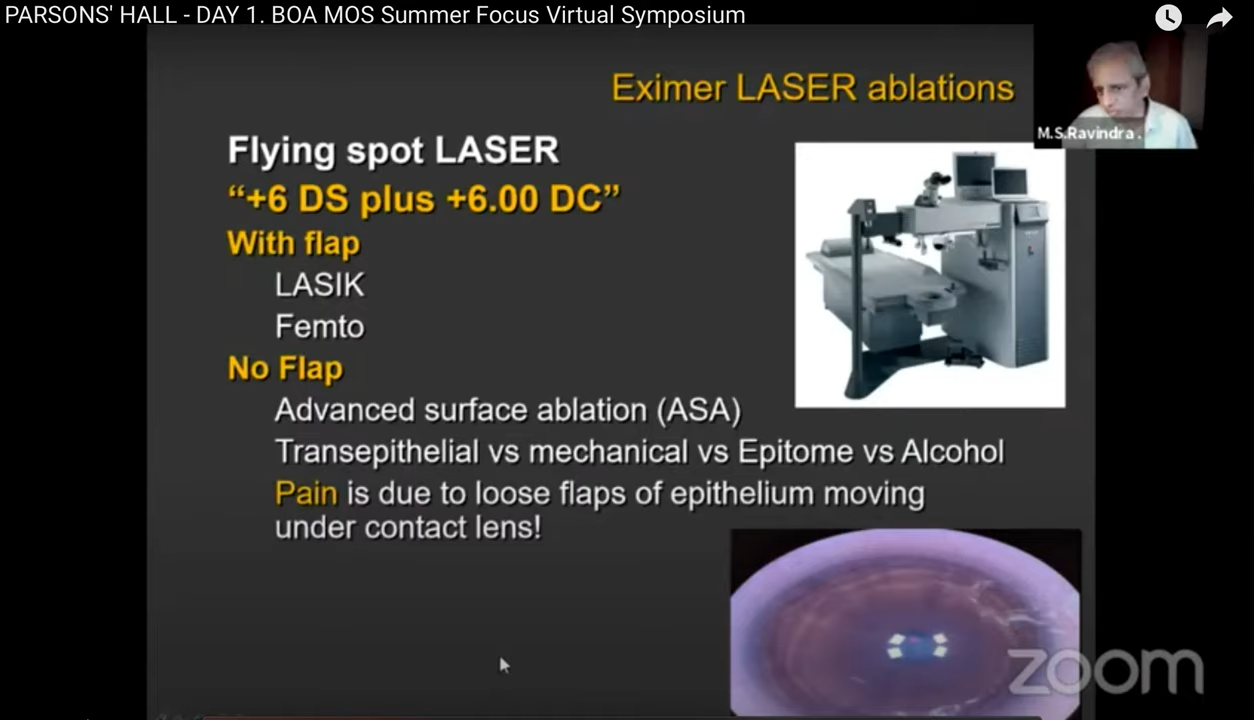 PARSONS' HALL - DAY 1. BOA MOS Summer Focus Virtual Symposium
Eximer LASER ablations
M.S.Ravindra .
Flying spot LASER
“+6 DS plus +6.00 DC”
With flap
LASIK
Femto
No Flap
Advanced surface ablation (ASA)
Transepithelial vs mechanical vs Epitome vs Alcohol
Pain is due to loose flaps of epithelium moving
under contact lens!
zoom